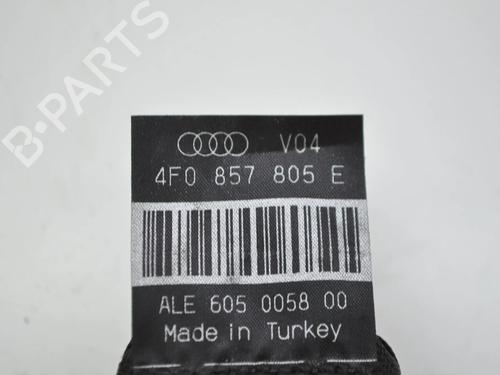 B-PARTS
V04
4F0 857 805 E
ALE 605 0058 00
Made in Turkey